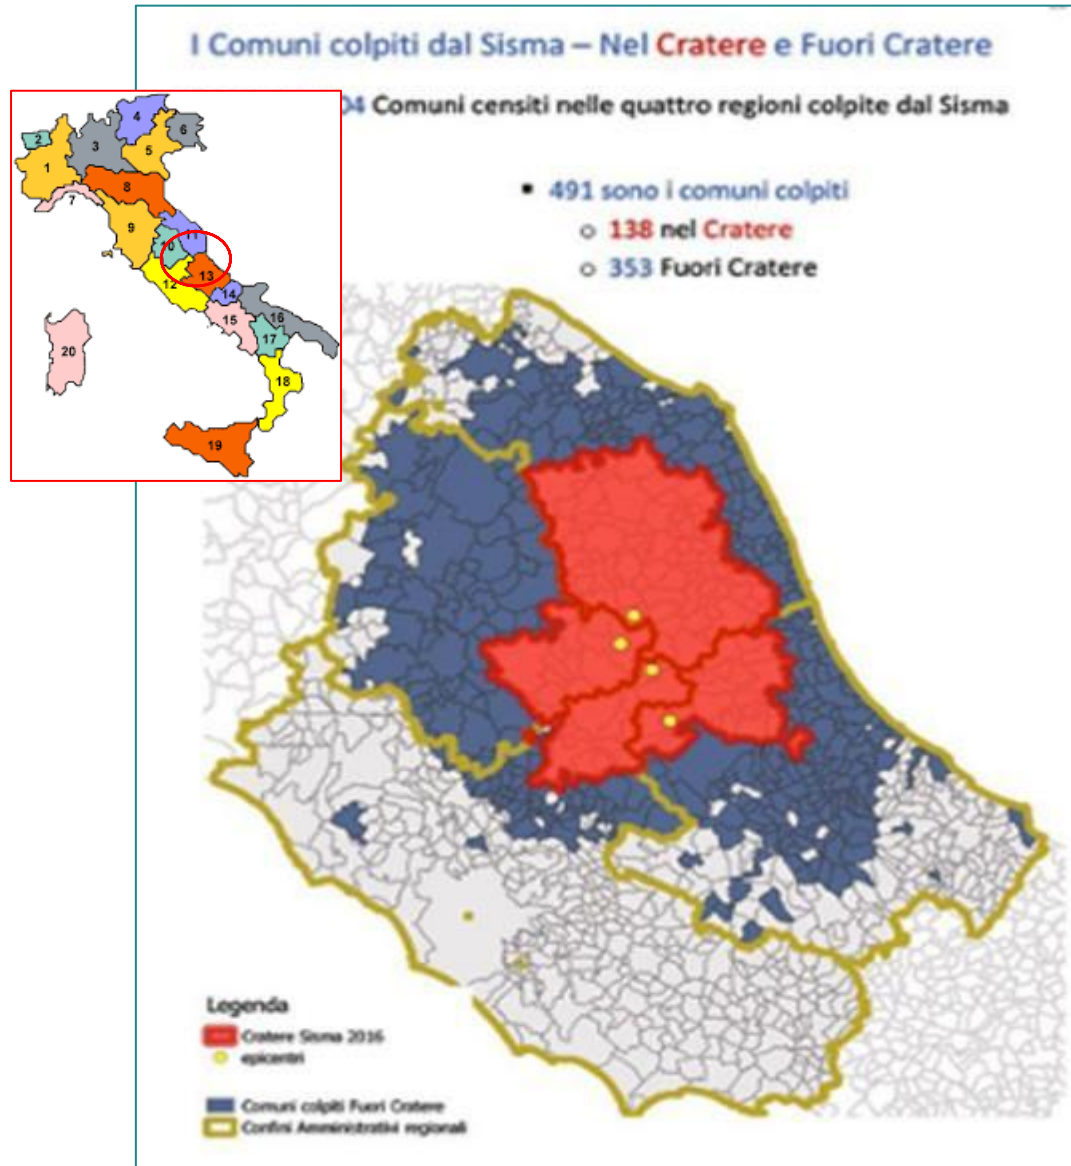 I Comuni colpiti dal Sisma – Nel Cratere e Fuori Cratere
04 Comuni censiti nelle quattro regioni colpite dal Sisma
491 sono i comuni colpiti
138 nel Cratere
353 Fuori Cratere
1
2
3
4
5
6
7
8
9
10
11
12
13
14
15
16
17
18
19
20
Legenda
Cratere Sisma 2016
epicentri
Comuni colpiti Fuori Cratere
Confini Amministrativi regionali